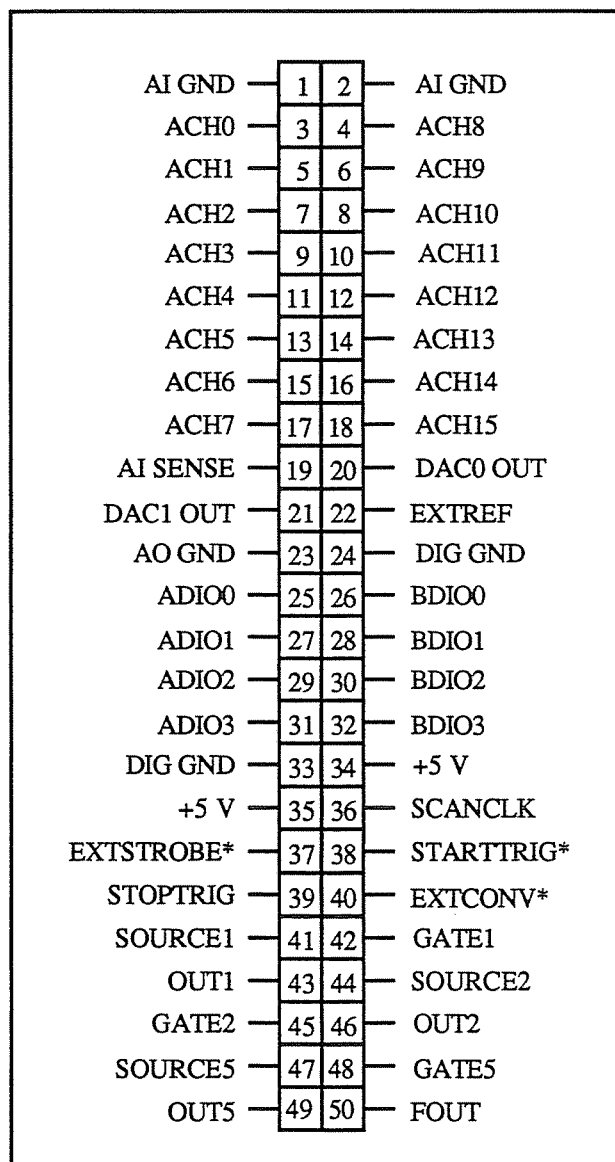 AI GND 1 2 AI GND
ACH0 3 4 ACH8
ACH1 5 6 ACH9
ACH2 7 8 ACH10
ACH3 9 10 ACH11
ACH4 11 12 ACH12
ACH5 13 14 ACH13
ACH6 15 16 ACH14
ACH7 17 18 ACH15
AI SENSE 19 20 DAC0 OUT
DAC1 OUT 21 22 EXTREF
AO GND 23 24 DIG GND
ADIO0 25 26 BDIO0
ADIO1 27 28 BDIO1
ADIO2 29 30 BDIO2
ADIO3 31 32 BDIO3
DIG GND 33 34 +5 V
+5 V 35 36 SCANCLK
EXTSTROBE* 37 38 STARTTRIG*
STOPTRIG 39 40 EXTCONV*
SOURCE1 41 42 GATE1
OUT1 43 44 SOURCE2
GATE2 45 46 OUT2
SOURCE5 47 48 GATE5
OUT5 49 50 FOUT